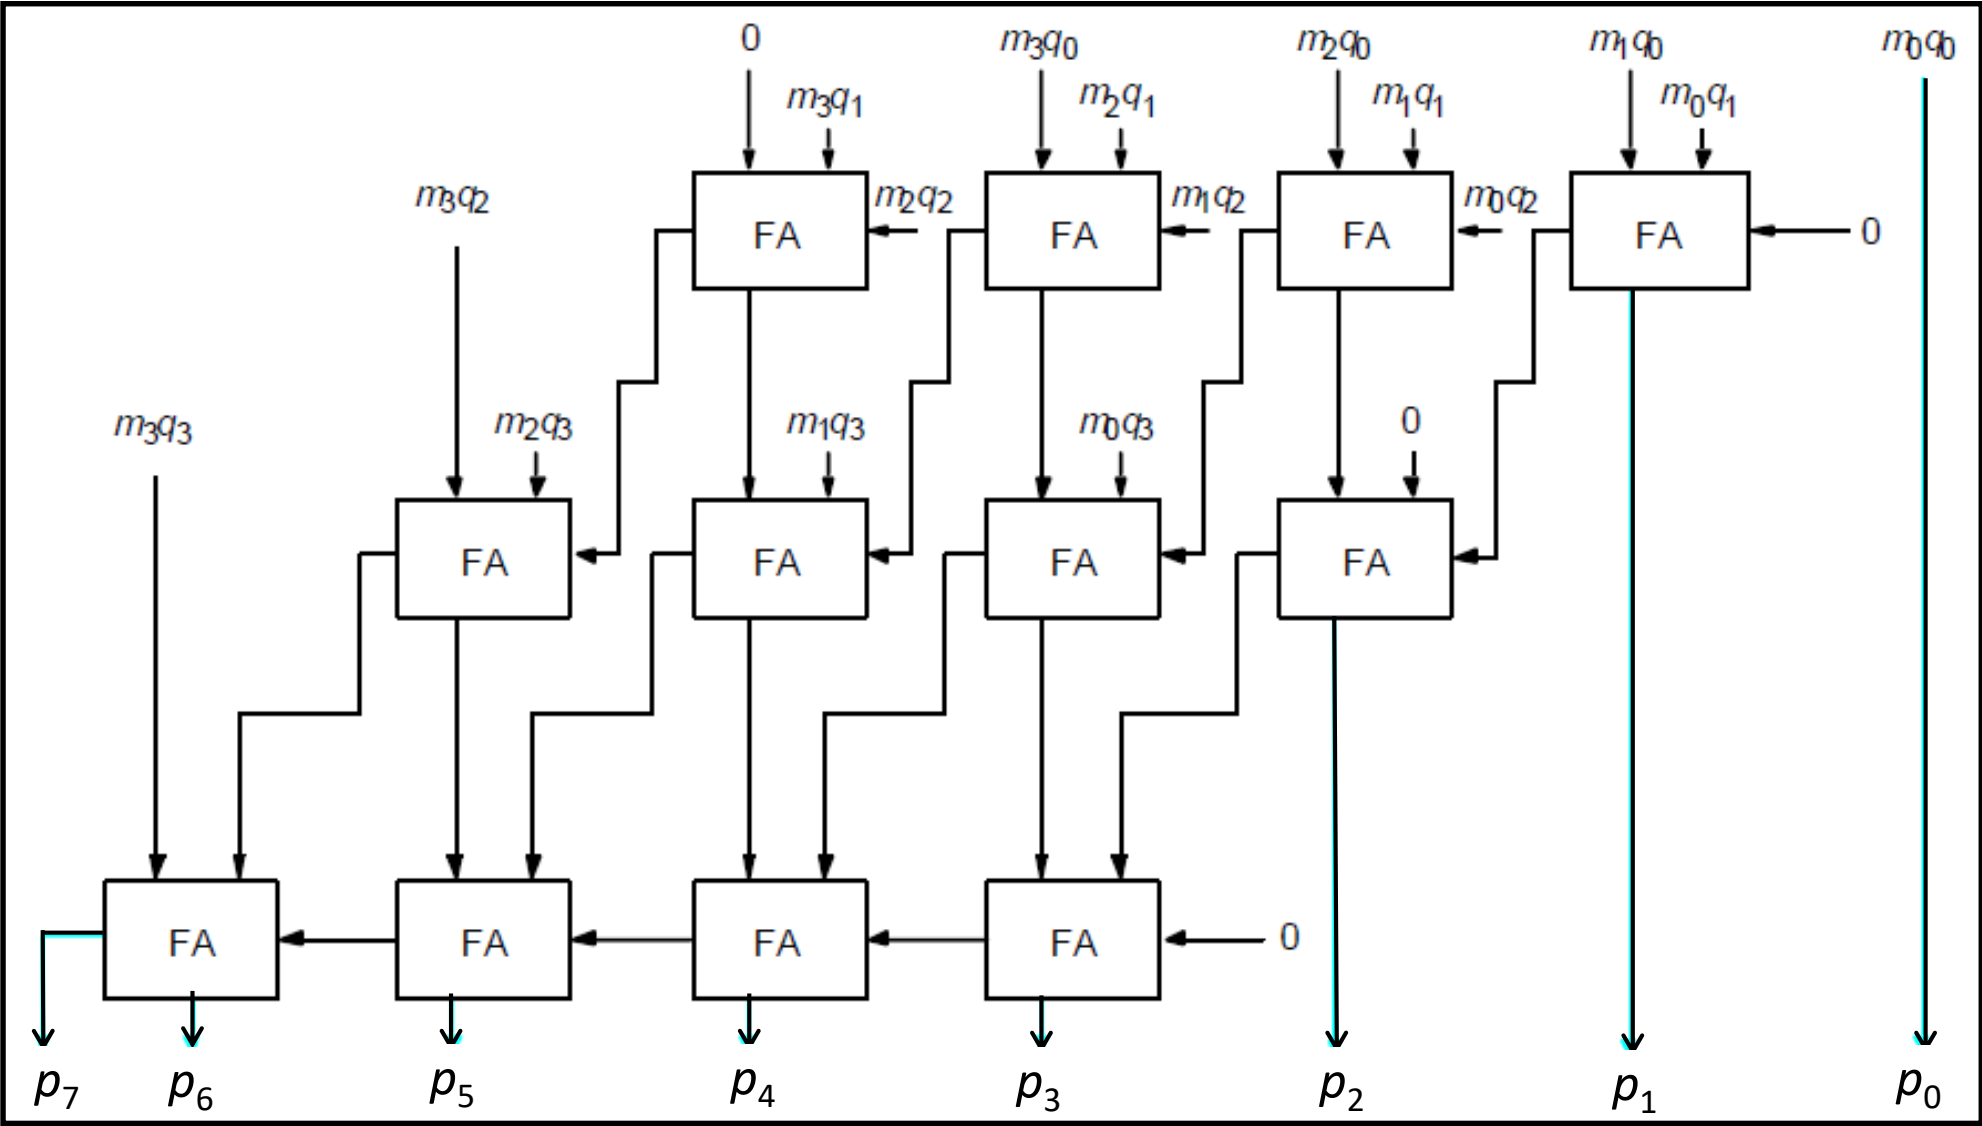 0 m₃q₀ m₂q₀ m₁q₀ m₀q₀
m₃q₁ m₂q₁ m₁q₁ m₀q₁
m₃q₂ m₂q₂ m₁q₂ m₀q₂
FA FA FA FA 0
m₃q₃ m₂q₃ m₁q₃ m₀q₃ 0
FA FA FA FA
FA FA FA FA 0
p₇ p₆ p₅ p₄ p₃ p₂ p₁ p₀